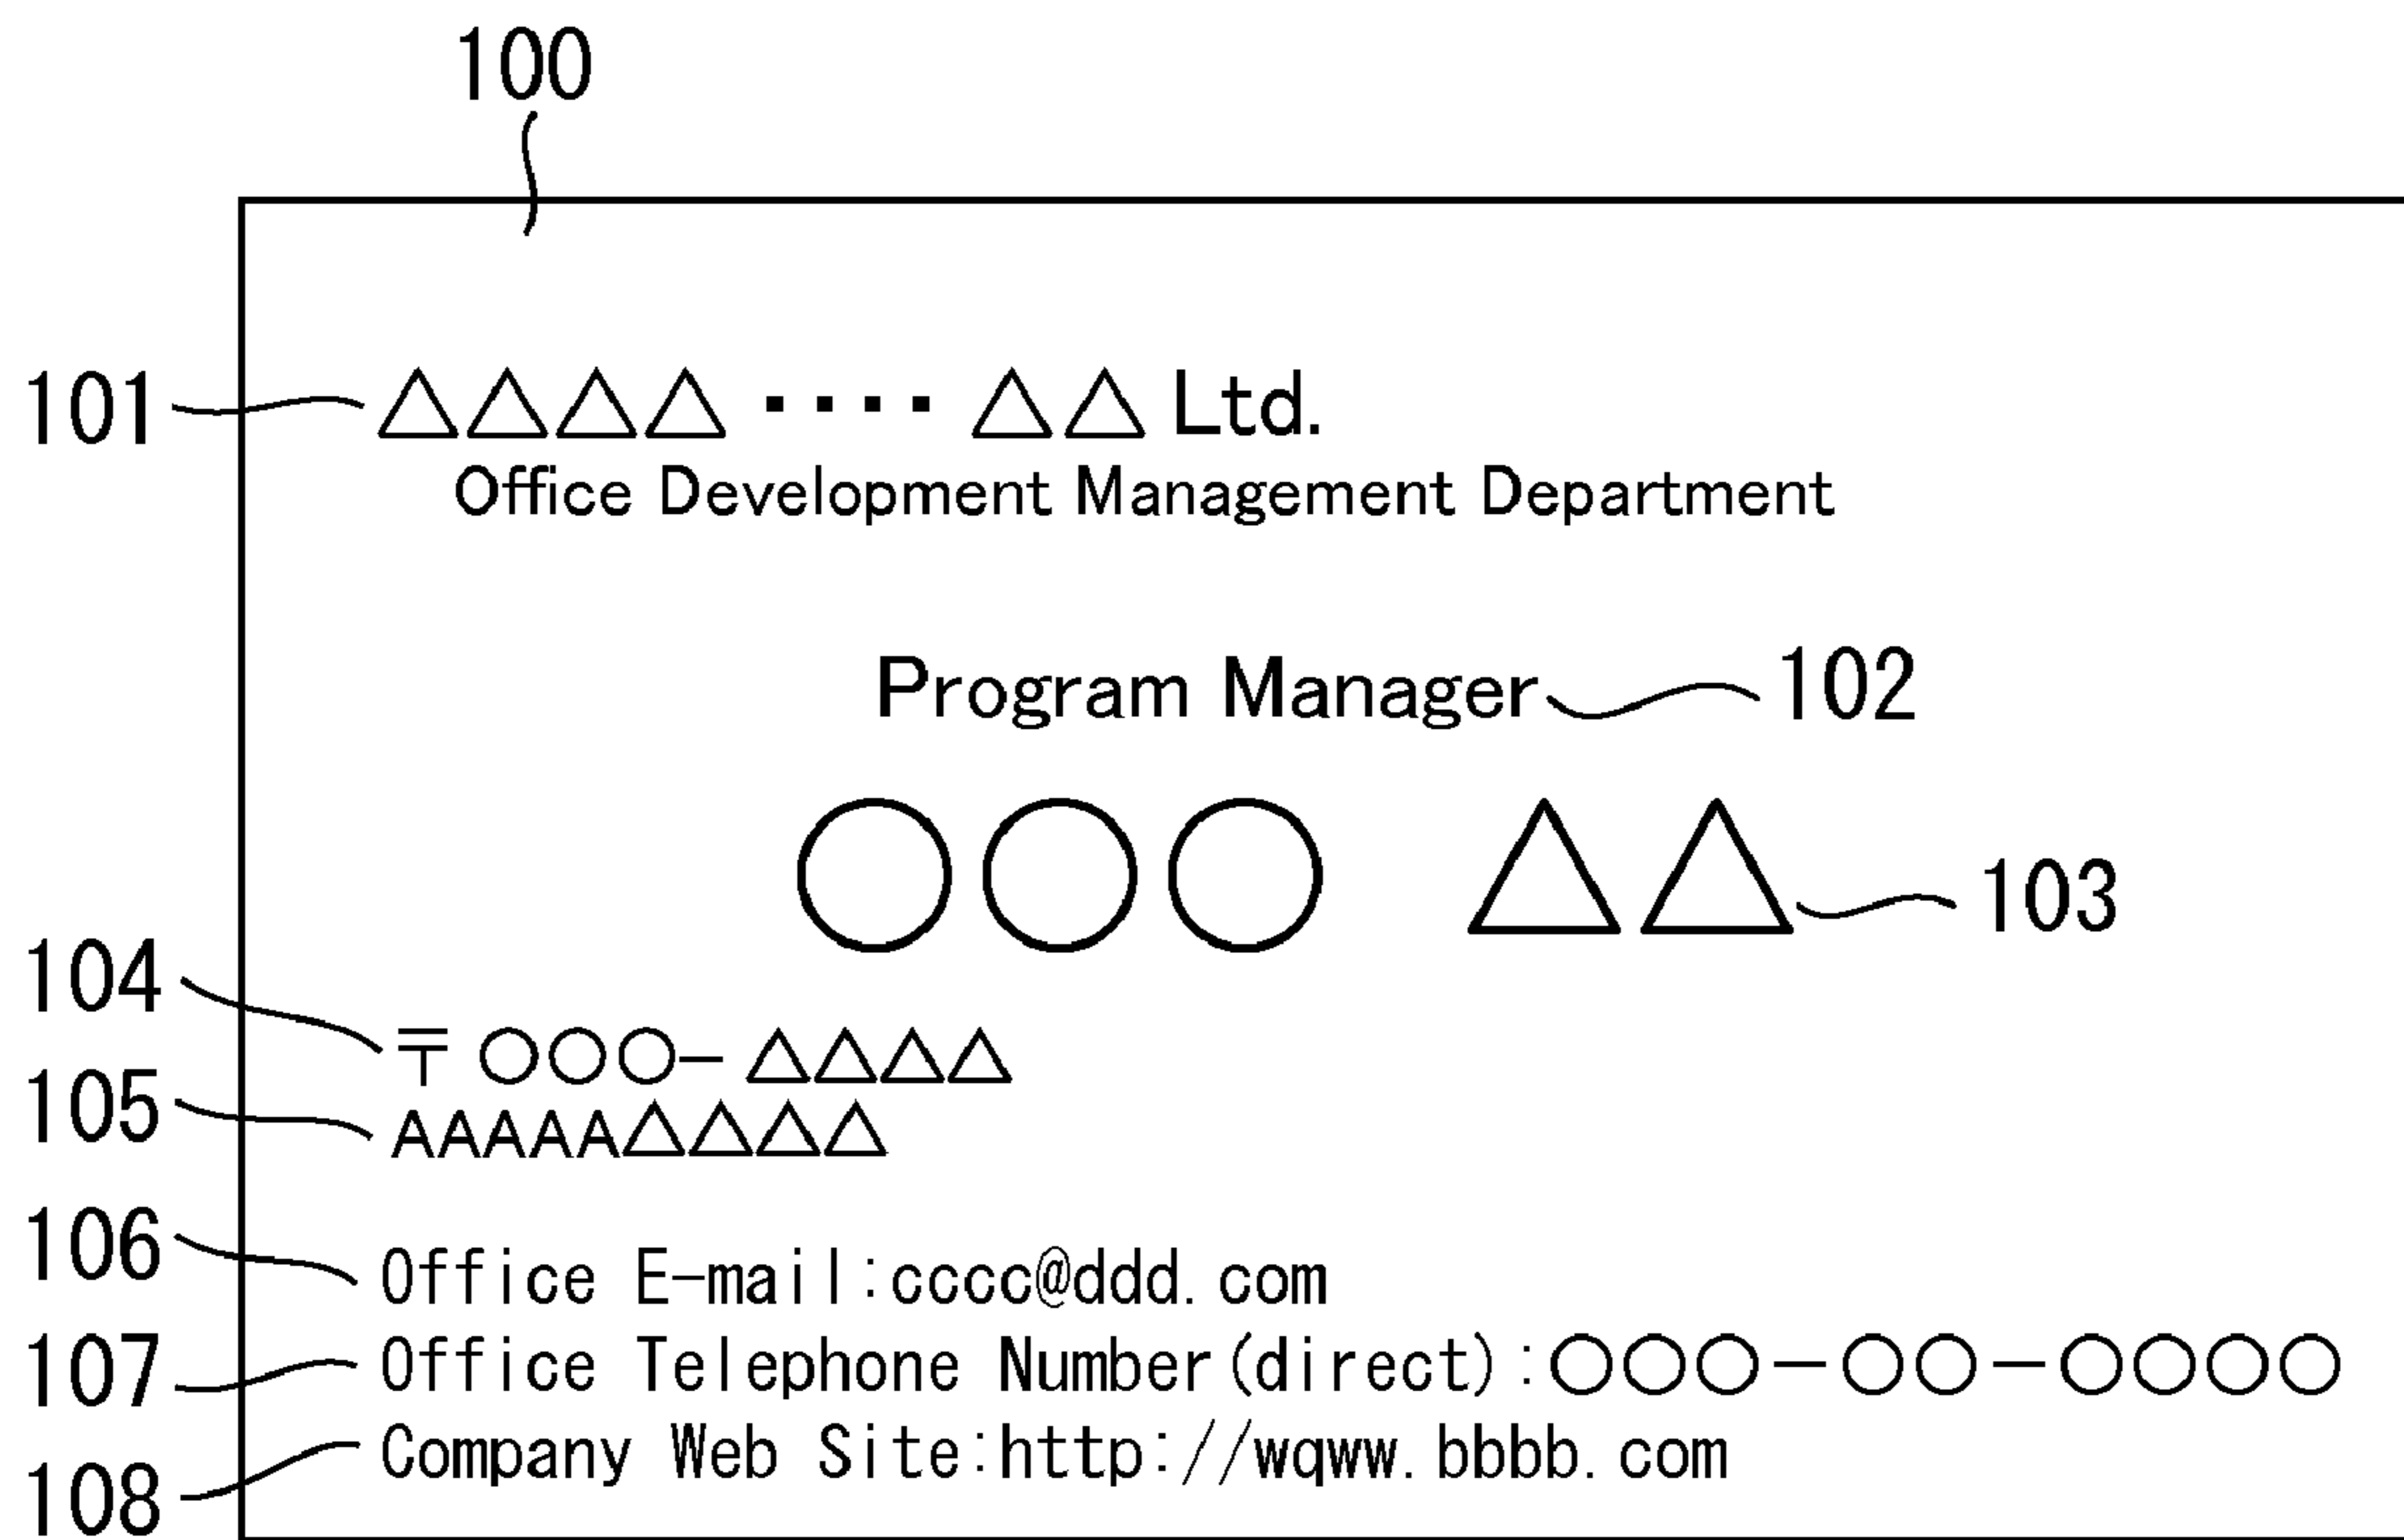 100
101 △△△△ ････ △△ Ltd.
Office Development Management Department
Program Manager 102
○○○ △△ 103
104 〒 ○○○— △△△△
105 AAAAA△△△△
106 Office E-mail:cccc@ddd.com
107 Office Telephone Number(direct):○○○—○○—○○○○
108 Company Web Site:http://wqww.bbbb.com